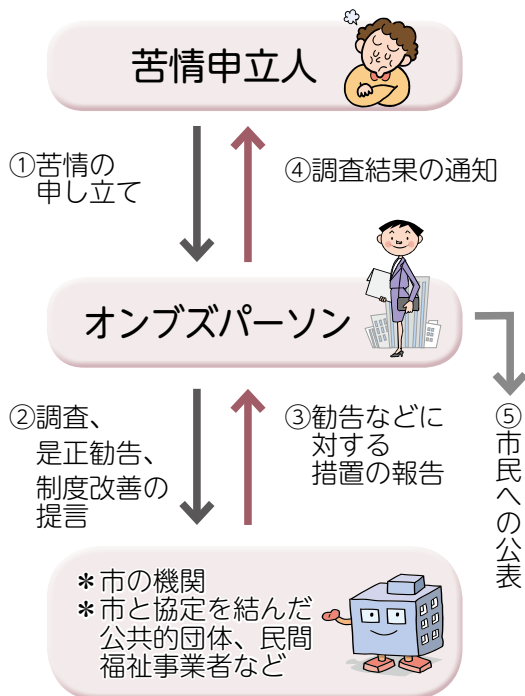 苦情申立人
①苦情の
申し立て
④調査結果の通知
オンブズパーソン
②調査、
是正勧告、
制度改善の
提言
③勧告などに
対する
措置の報告
⑤市民への公表
＊市の機関
＊市と協定を結んだ
公共的団体、民間
福祉事業者など